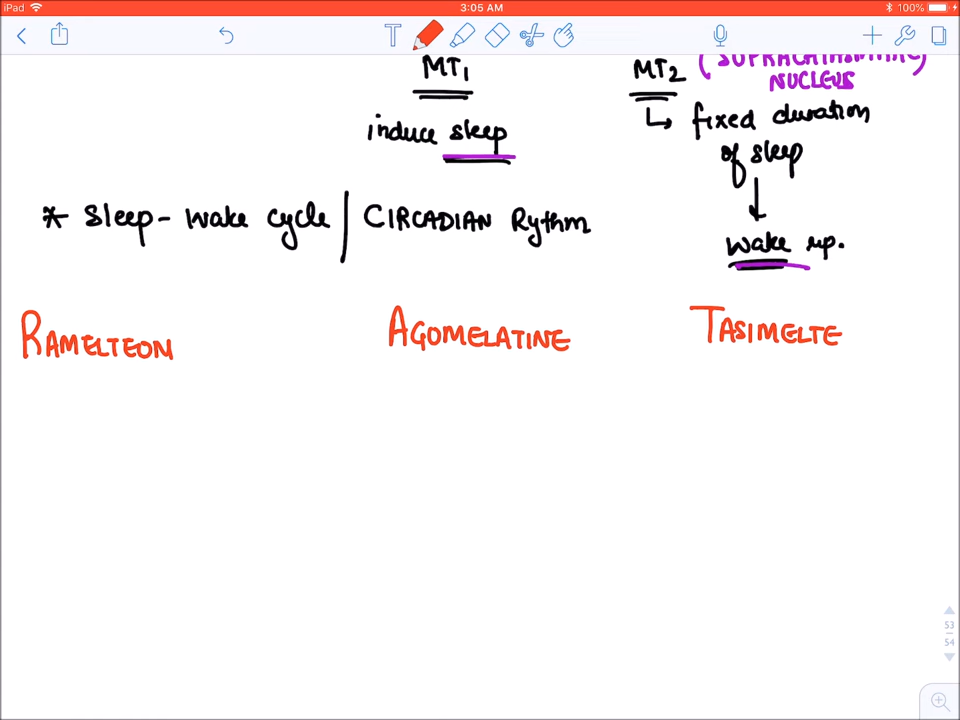 iPad 3:05 AM 100%
T
(SUPRACHIASMATIC)
MT1 MT2 NUCLEUS
induce sleep fixed duration
of sleep
* Sleep-wake cycle | CIRCADIAN Rythm
wake up.
RAMELTEON AGOMELATINE TASIMELTE
53
54